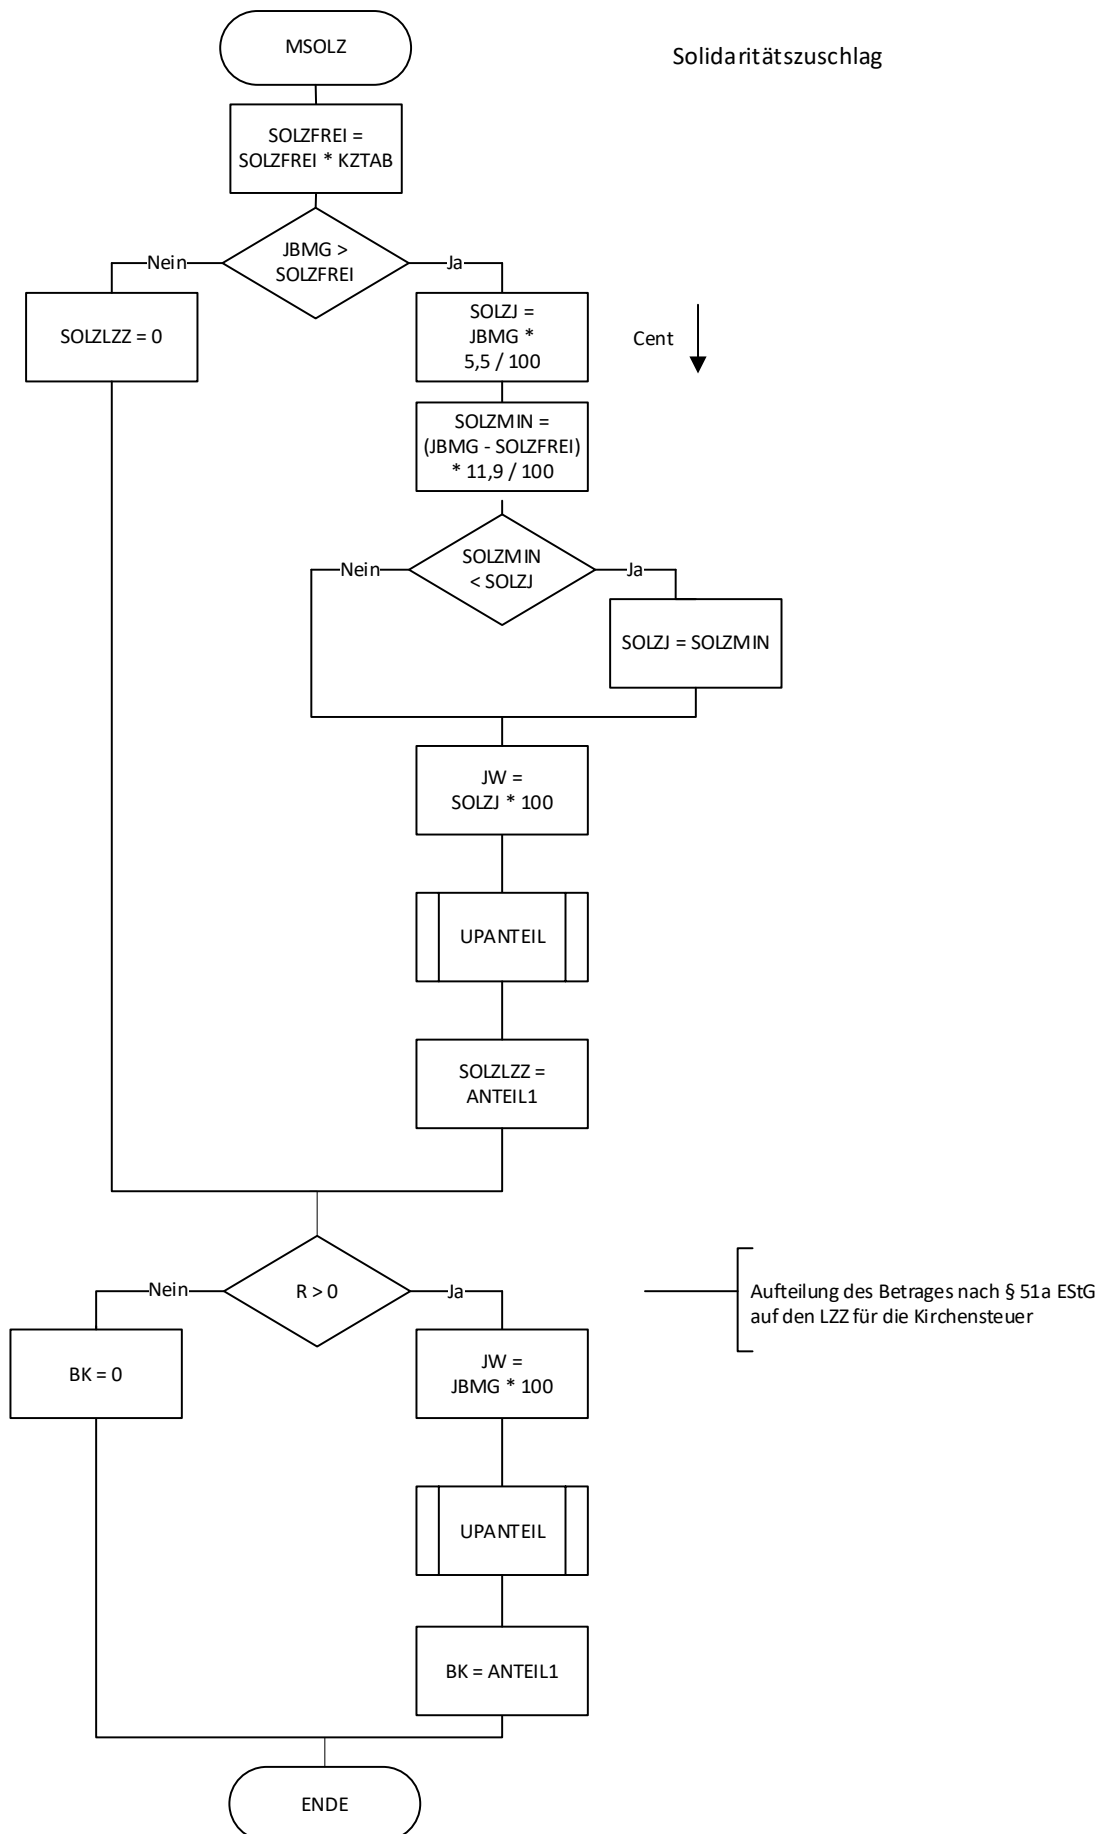 MSOLZ
Solidaritätszuschlag
SOLZFREI =
SOLZFREI * KZTAB
JBMG >
SOLZFREI
Nein
Ja
SOLZLZZ = 0
SOLZJ =
JBMG *
5,5 / 100
Cent
SOLZMIN =
(JBMG - SOLZFREI)
* 11,9 / 100
SOLZMIN
< SOLZJ
Nein
Ja
SOLZJ = SOLZMIN
JW =
SOLZJ * 100
UPANTEIL
SOLZLZZ =
ANTEIL1
R > 0
Nein
Ja
Aufteilung des Betrages nach § 51a EStG
auf den LZZ für die Kirchensteuer
BK = 0
JW =
JBMG * 100
UPANTEIL
BK = ANTEIL1
ENDE